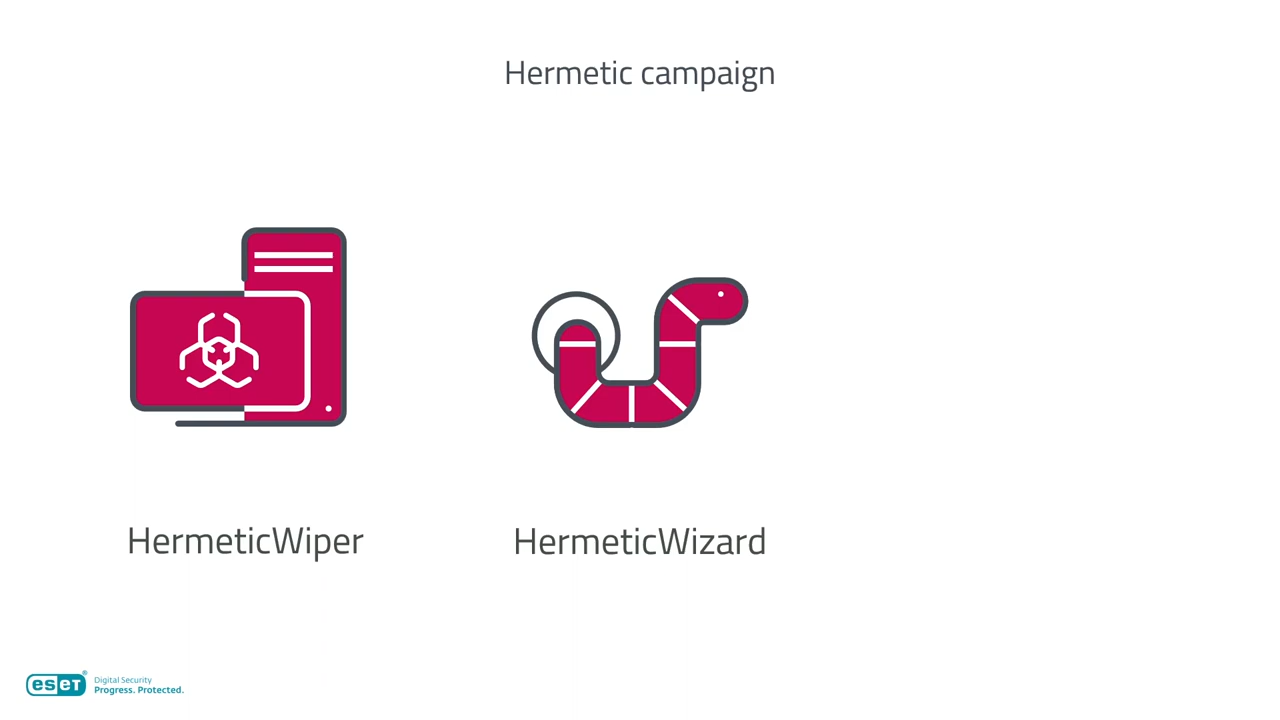 Hermetic campaign
HermeticWiper
HermeticWizard
eseT®
Digital Security
Progress. Protected.